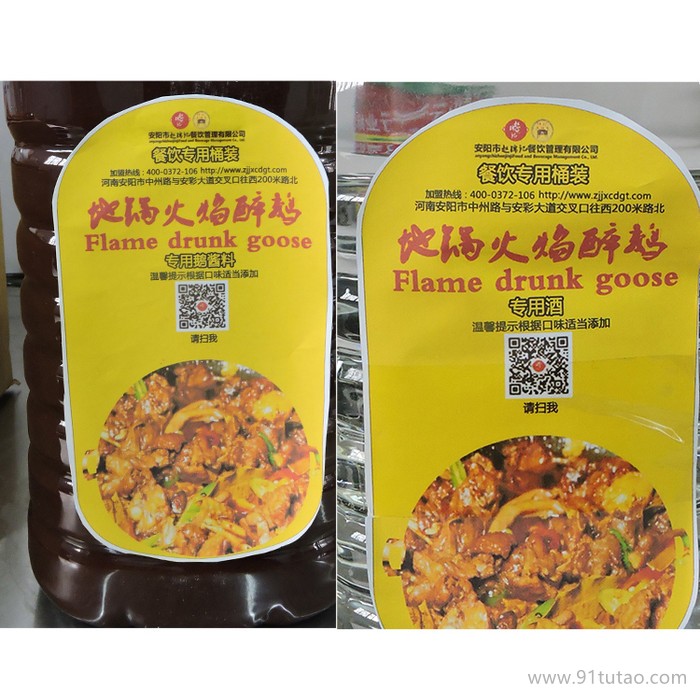 安阳市赵继红餐饮管理有限公司
餐饮专用桶装
加盟热线：400-0372-106 http://www.zjjxcdgt.com
河南安阳市中州路与安彩大道交叉口往西200米路北
地锅火焰醉鹅
Flame drunk goose
专用鹅酱料
温馨提示根据口味适当添加
请扫我
安阳市赵继红餐饮管理有限公司
餐饮专用桶装
加盟热线：400-0372-106 http://www.zjjxcdgt.com
河南安阳市中州路与安彩大道交叉口往西200米路北
地锅火焰醉鹅
Flame drunk goose
专用酒
温馨提示根据口味适当添加
请扫我
www.91tutao.com